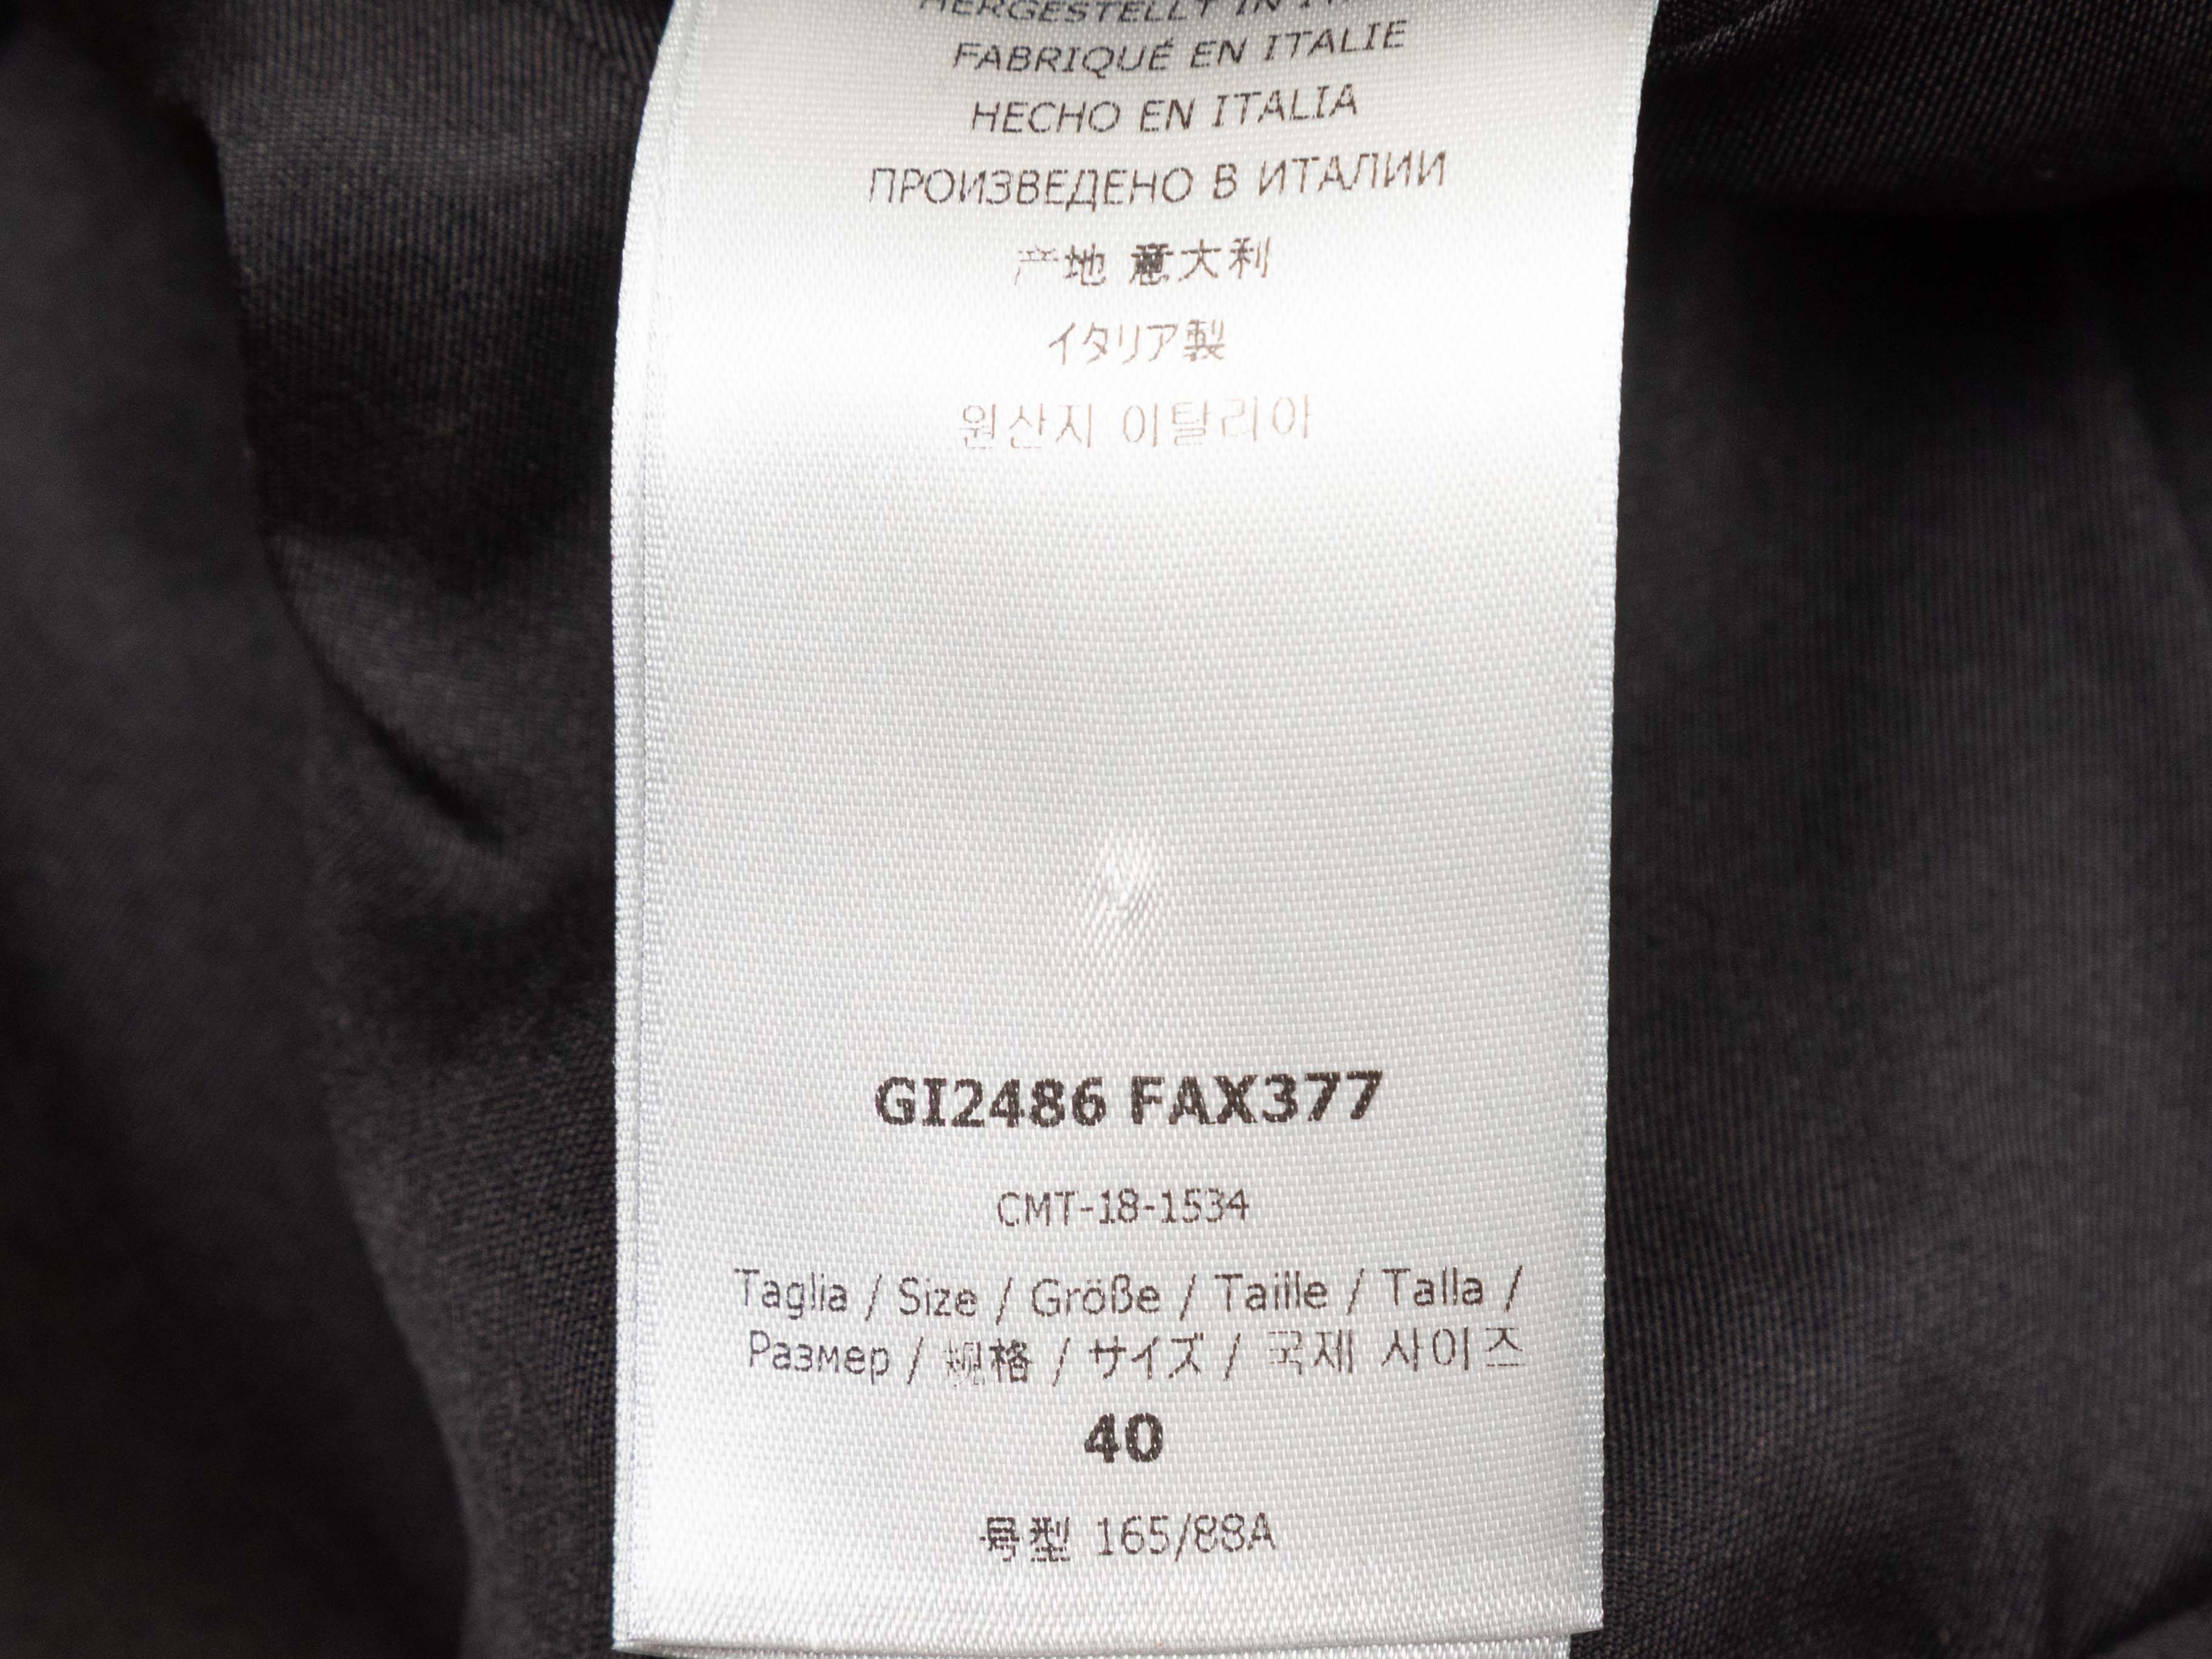 HERGESTELLT IN
FABRIQUÉ EN ITALIE
HECHO EN ITALIA
ПРОИЗВЕДЕНО В ИТАЛИИ
产地 意大利
イタリア製
원산지 이탈리아
GI2486 FAX377
CMT-18-1534
Taglia / Size / Größe / Taille / Talla /
Размер / 规格 / サイズ / 국제 사이즈
40
号型 165/88A